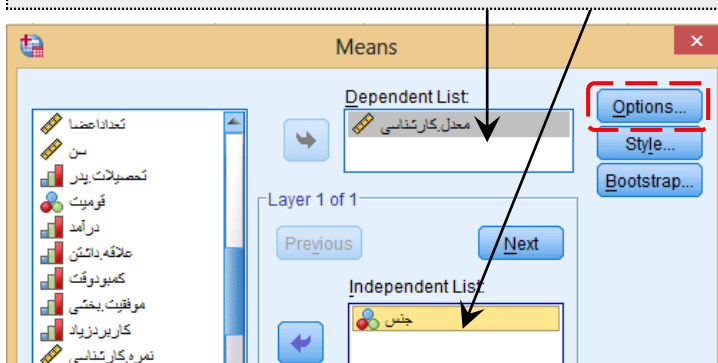 Means
Dependent List:
معدل.کارشناسی
Options...
Style...
Bootstrap...
تعداداعضا
سن
تحصیلات.پدر
قومیت
درآمد
علاقه.داشتن
کمبودوقت
موفقیت.بخشی
کاربردزیاد
نمره.کارشناسی
Layer 1 of 1
Previous
Next
Independent List:
جنس